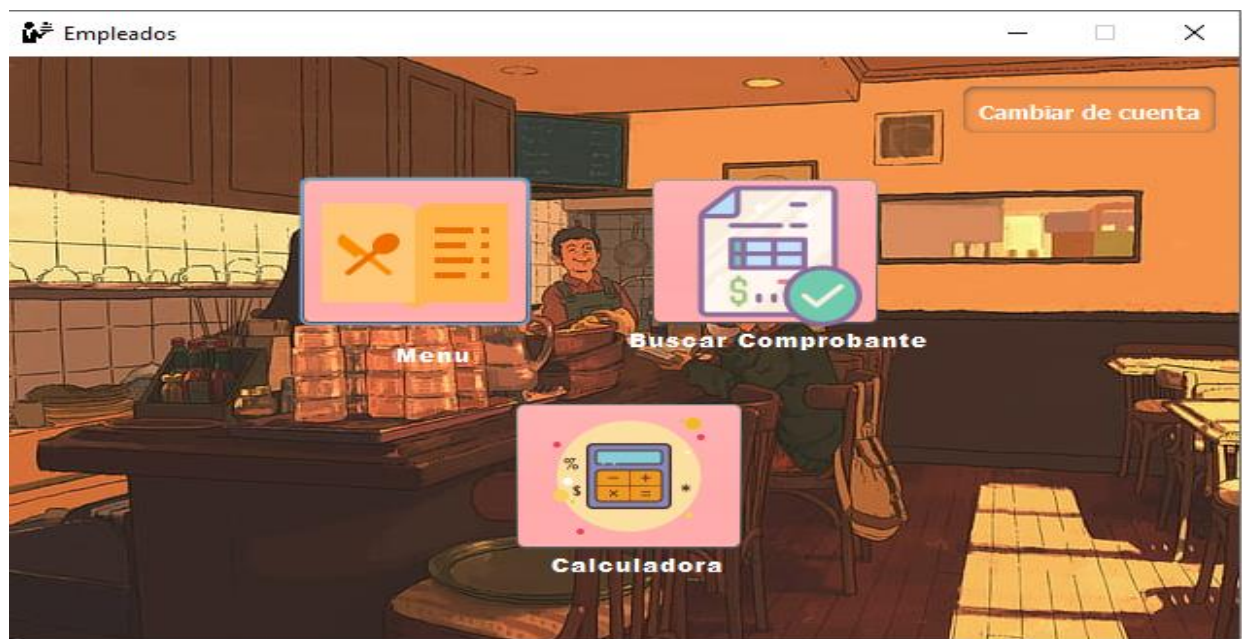 Empleados
Cambiar de cuenta
$
Menu
Buscar Comprobante
%
$
*
- +
× =
Calculadora